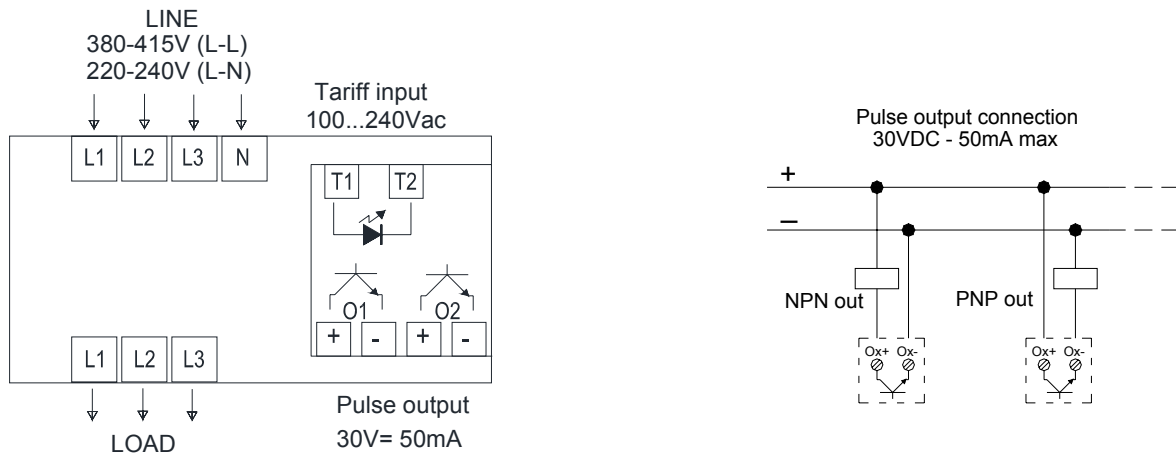 LINE
380-415V (L-L)
220-240V (L-N)
Tariff input
100...240Vac
L1 L2 L3 N
T1 T2
O1 O2
+ - + -
L1 L2 L3
LOAD
Pulse output
30V= 50mA
Pulse output connection
30VDC - 50mA max
+
–
NPN out PNP out
Ox+ Ox- Ox+ Ox-